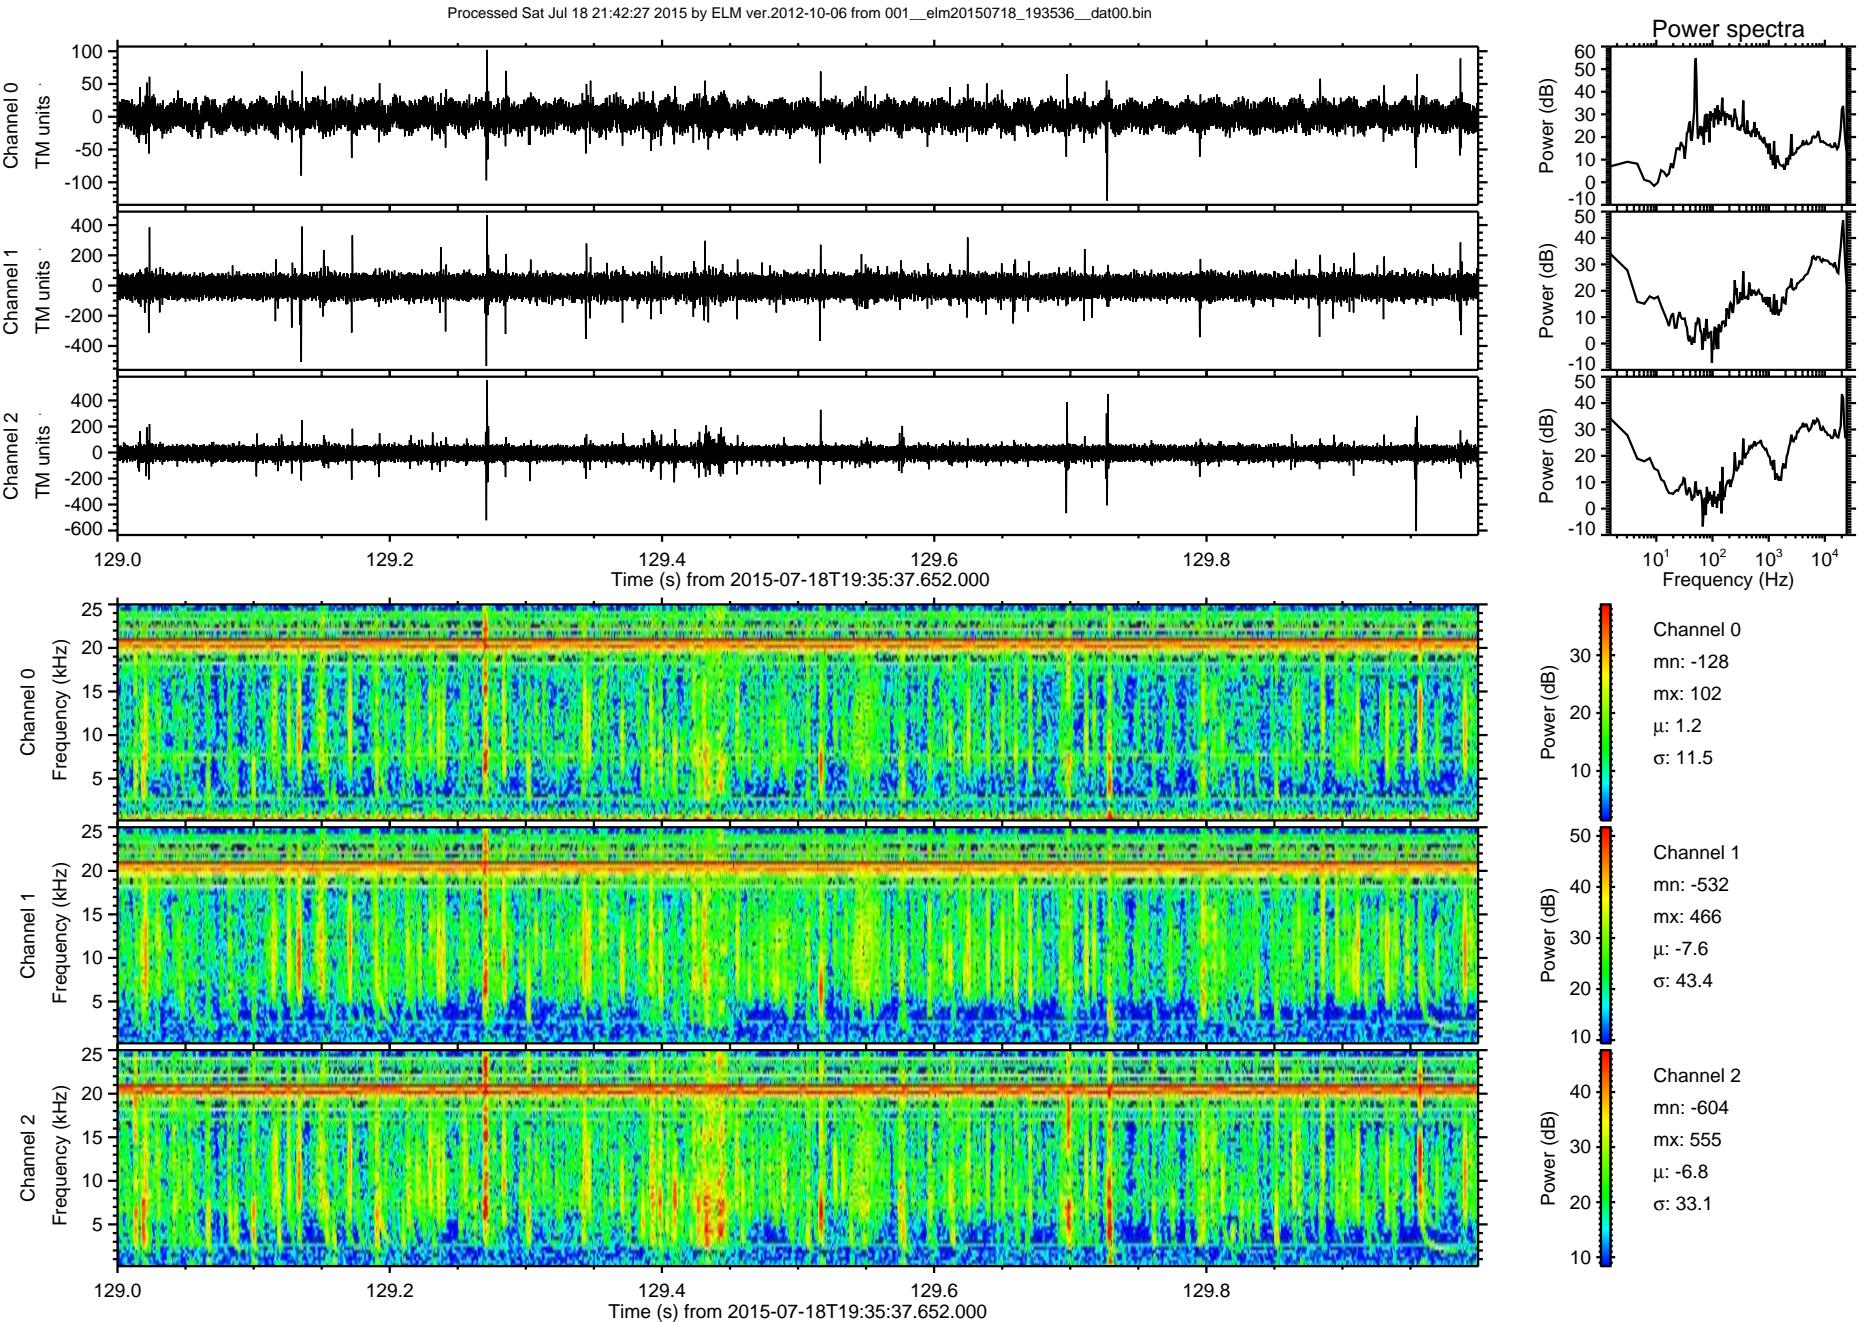 Processed Sat Jul 18 21:42:27 2015 by ELM ver.2012-10-06 from 001__elm20150718_193536__dat00.bin
Power spectra
Channel 0
TM units
100
50
0
-50
-100
Power (dB)
60
50
40
30
20
10
0
-10
Channel 1
TM units
400
200
0
-200
-400
Power (dB)
50
40
30
20
10
0
-10
Channel 2
TM units
400
200
0
-200
-400
-600
Power (dB)
50
40
30
20
10
0
-10
129.0 129.2 129.4 129.6 129.8
Time (s) from 2015-07-18T19:35:37.652.000
10^1 10^2 10^3 10^4
Frequency (Hz)
Channel 0
Frequency (kHz)
25
20
15
10
5
Power (dB)
30
20
10
Channel 0
mn: -128
mx: 102
μ: 1.2
σ: 11.5
Channel 1
Frequency (kHz)
25
20
15
10
5
Power (dB)
50
40
30
20
10
Channel 1
mn: -532
mx: 466
μ: -7.6
σ: 43.4
Channel 2
Frequency (kHz)
25
20
15
10
5
Power (dB)
40
30
20
10
Channel 2
mn: -604
mx: 555
μ: -6.8
σ: 33.1
129.0 129.2 129.4 129.6 129.8
Time (s) from 2015-07-18T19:35:37.652.000